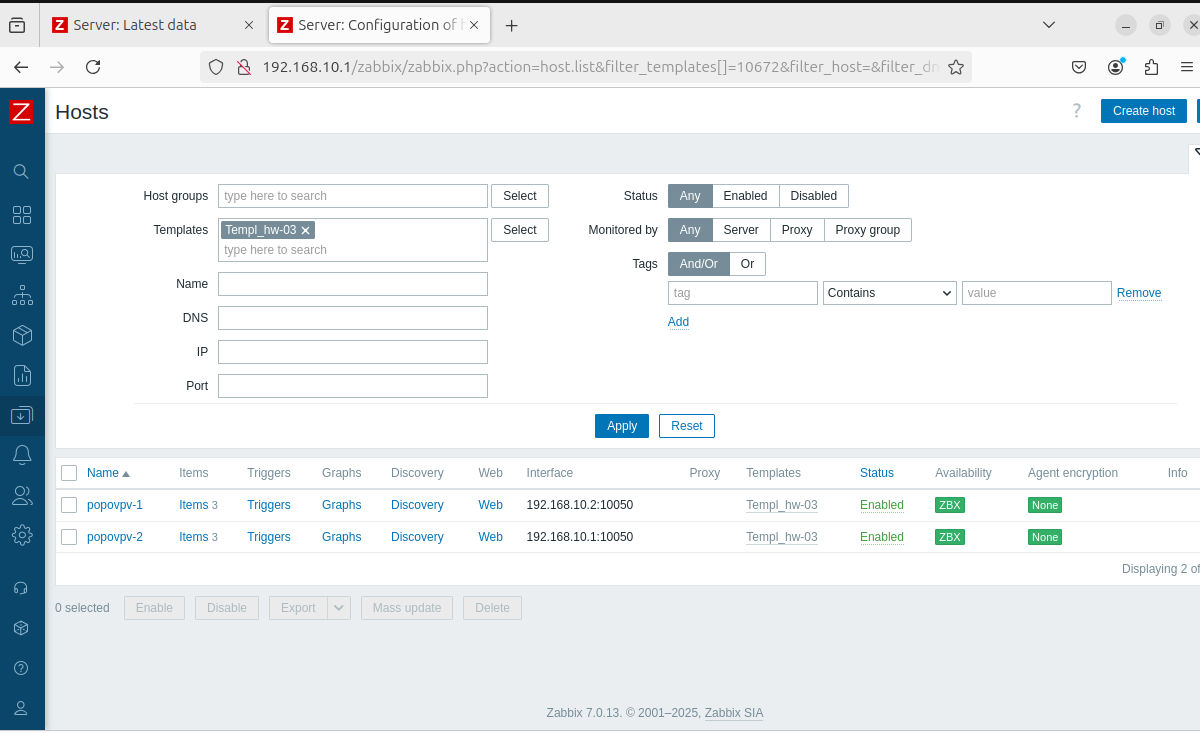 Z Server: Latest data
Z Server: Configuration of h
192.168.10.1/zabbix/zabbix.php?action=host.list&filter_templates[]=10672&filter_host=&filter_dn
Z Hosts ? Create host
Host groups type here to search Select Status Any Enabled Disabled
Templates Templ_hw-03 Select Monitored by Any Server Proxy Proxy group
type here to search
Tags And/Or Or
Name tag Contains value Remove
DNS Add
IP
Port
Apply Reset
Name Items Triggers Graphs Discovery Web Interface Proxy Templates Status Availability Agent encryption Info
popovpv-1 Items 3 Triggers Graphs Discovery Web 192.168.10.2:10050 Templ_hw-03 Enabled ZBX None
popovpv-2 Items 3 Triggers Graphs Discovery Web 192.168.10.1:10050 Templ_hw-03 Enabled ZBX None
Displaying 2 of
0 selected Enable Disable Export Mass update Delete
Zabbix 7.0.13. © 2001–2025, Zabbix SIA